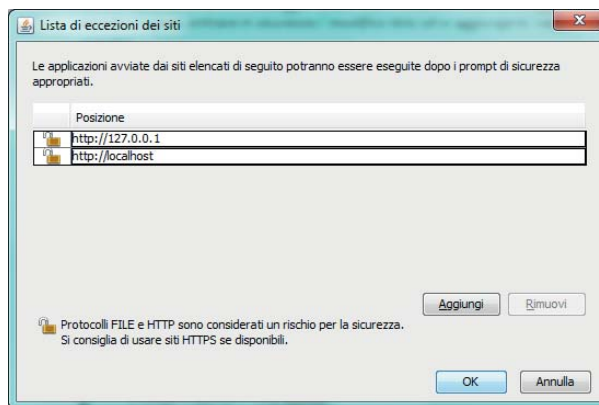 Lista di eccezioni dei siti
Le applicazioni avviate dai siti elencati di seguito potranno essere eseguite dopo i prompt di sicurezza
appropriati.
Posizione
http://127.0.0.1
http://localhost
Aggiungi Rimuovi
Protocolli FILE e HTTP sono considerati un rischio per la sicurezza.
Si consiglia di usare siti HTTPS se disponibili.
OK Annulla